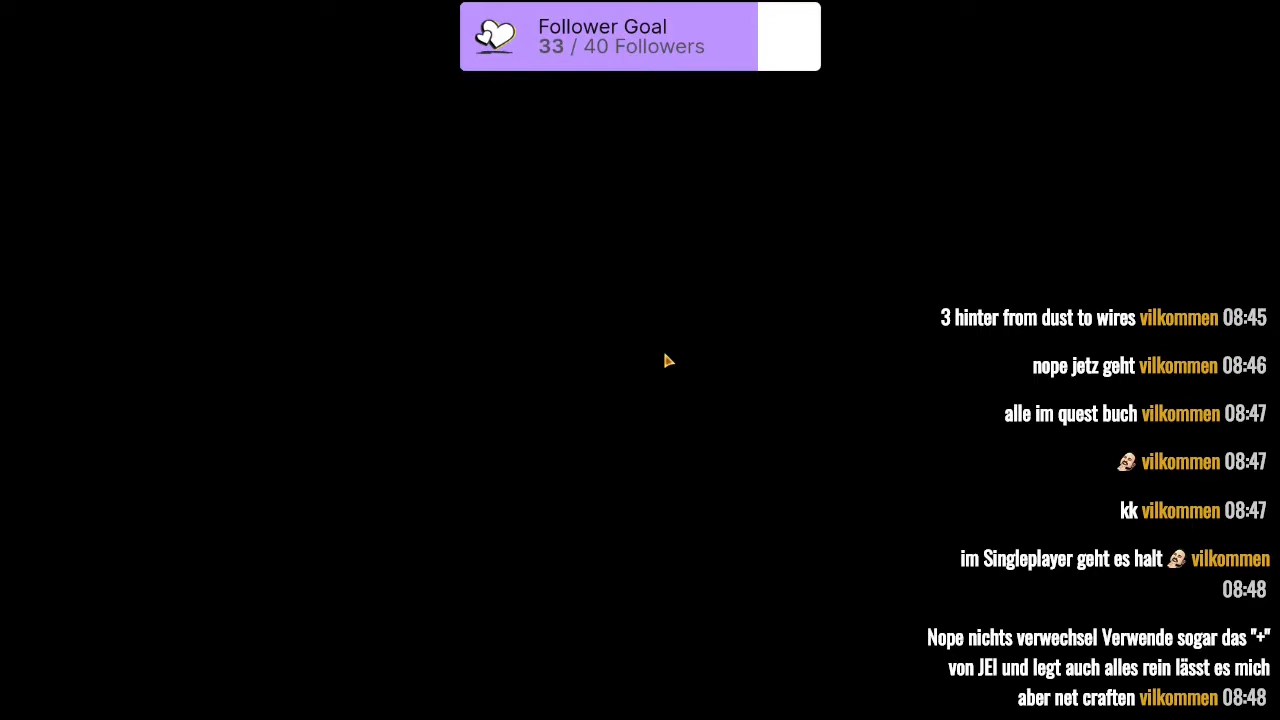 Follower Goal
33 / 40 Followers
3 hinter from dust to wires vilkommen 08:45
nope jetz geht vilkommen 08:46
alle im quest buch vilkommen 08:47
vilkommen 08:47
kk vilkommen 08:47
im Singleplayer geht es halt vilkommen
08:48
Nope nichts verwechsel Verwende sogar das "+"
von JEI und legt auch alles rein lässt es mich
aber net craften vilkommen 08:48